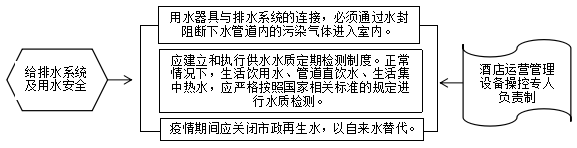 给排水系统
及用水安全
用水器具与排水系统的连接，必须通过水封
阻断下水管道内的污染气体进入室内。
应建立和执行供水水质定期检测制度。正常
情况下，生活饮用水、管道直饮水、生活集
中热水，应严格按照国家相关标准的规定进
行水质检测。
疫情期间应关闭市政再生水，以自来水替代。
酒店运营管理
设备操控专人
负责制